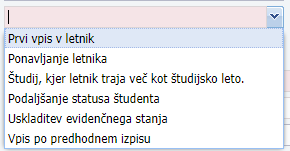 Prvi vpis v letnik
Ponavljanje letnika
Študij, kjer letnik traja več kot študijsko leto.
Podaljšanje statusa študenta
Uskladitev evidenčnega stanja
Vpis po predhodnem izpisu